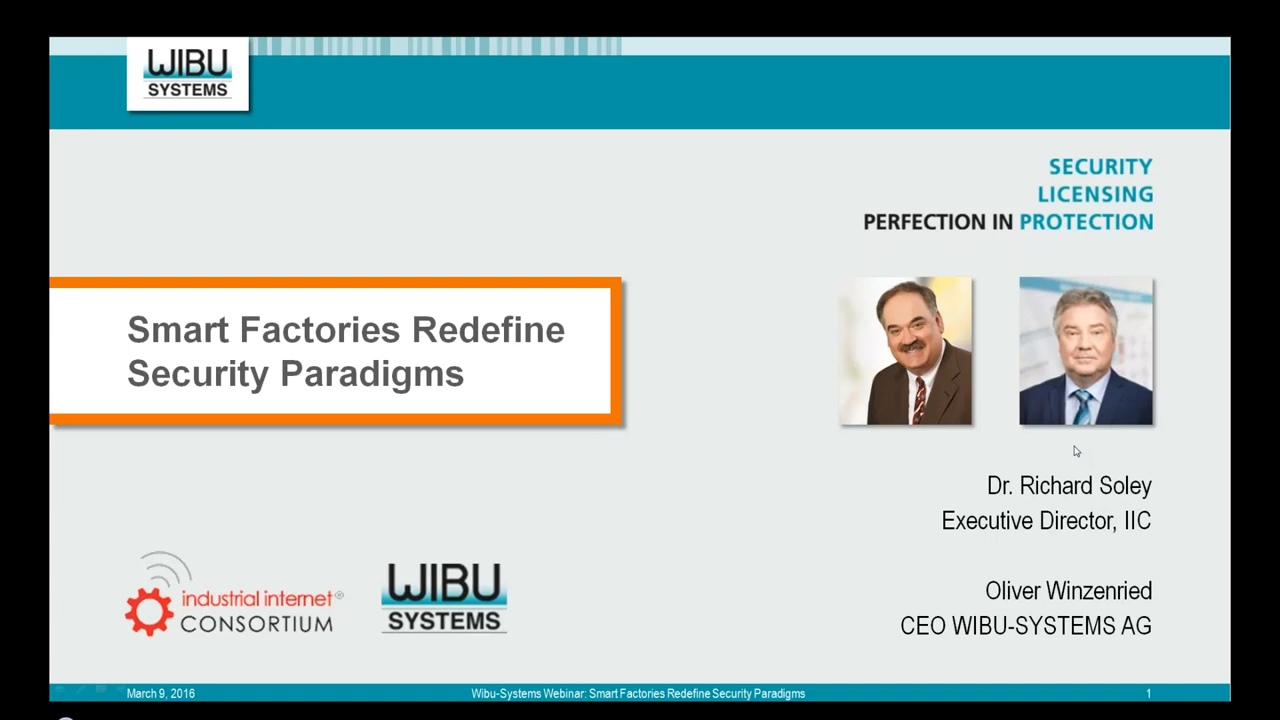 WIBU
SYSTEMS
SECURITY
LICENSING
PERFECTION IN PROTECTION
Smart Factories Redefine
Security Paradigms
Dr. Richard Soley
Executive Director, IIC
Oliver Winzenried
CEO WIBU-SYSTEMS AG
industrial internet®
CONSORTIUM
WIBU
SYSTEMS
March 9, 2016
Wibu-Systems Webinar: Smart Factories Redefine Security Paradigms
1